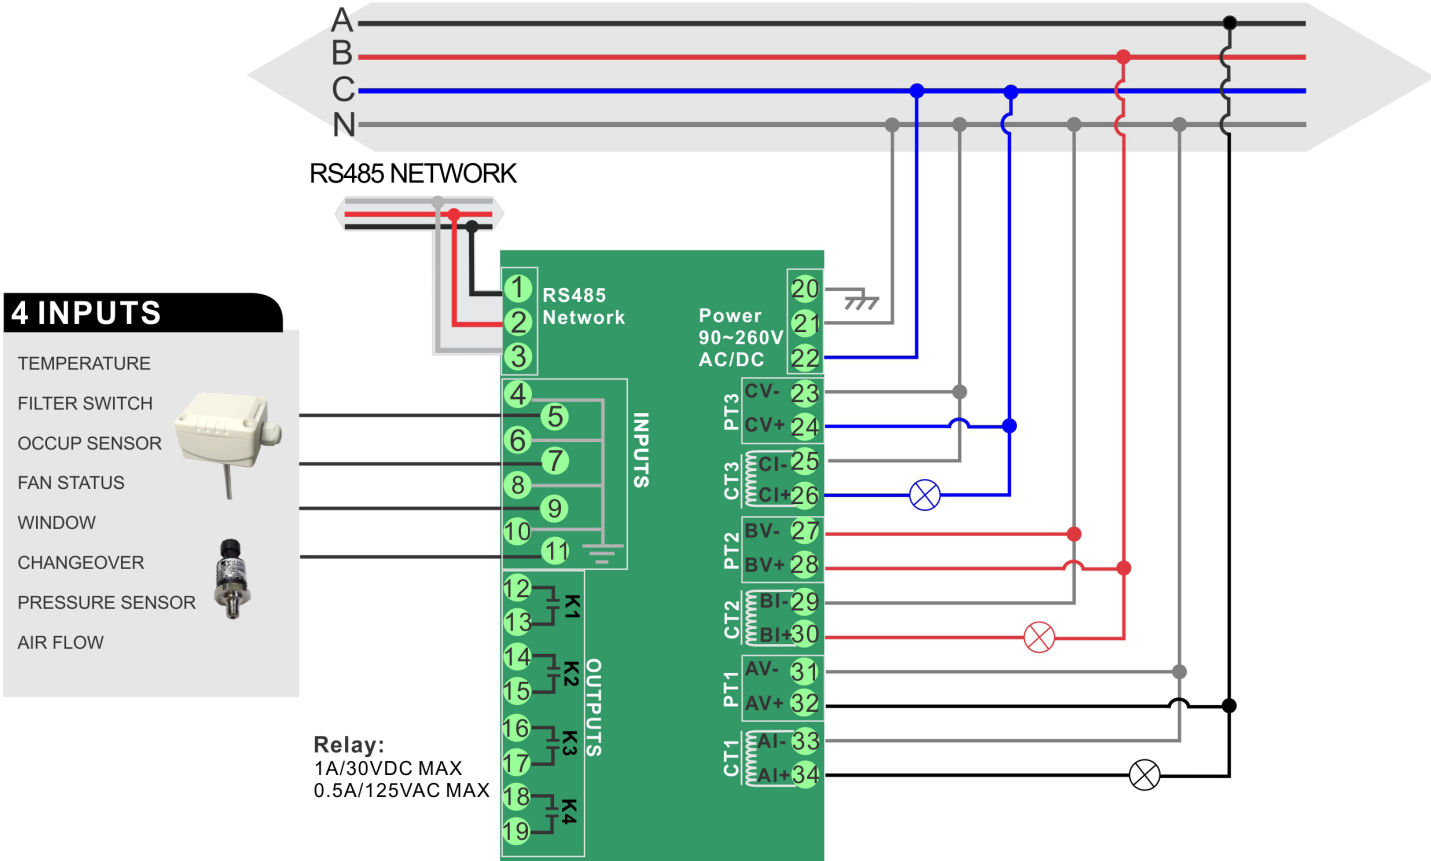 A
B
C
N
RS485 NETWORK
4 INPUTS
TEMPERATURE
FILTER SWITCH
OCCUP SENSOR
FAN STATUS
WINDOW
CHANGEOVER
PRESSURE SENSOR
AIR FLOW
Relay:
1A/30VDC MAX
0.5A/125VAC MAX
1
2
3
RS485
Network
4
5
6
7
8
9
10
11
INPUTS
12
13
K1
14
15
K2
16
17
K3
18
19
K4
OUTPUTS
Power
90~260V
AC/DC
20
21
22
PT3
CV- 23
CV+ 24
CT3
CI- 25
CI+ 26
PT2
BV- 27
BV+ 28
CT2
BI- 29
BI+ 30
PT1
AV- 31
AV+ 32
CT1
AI- 33
AI+ 34